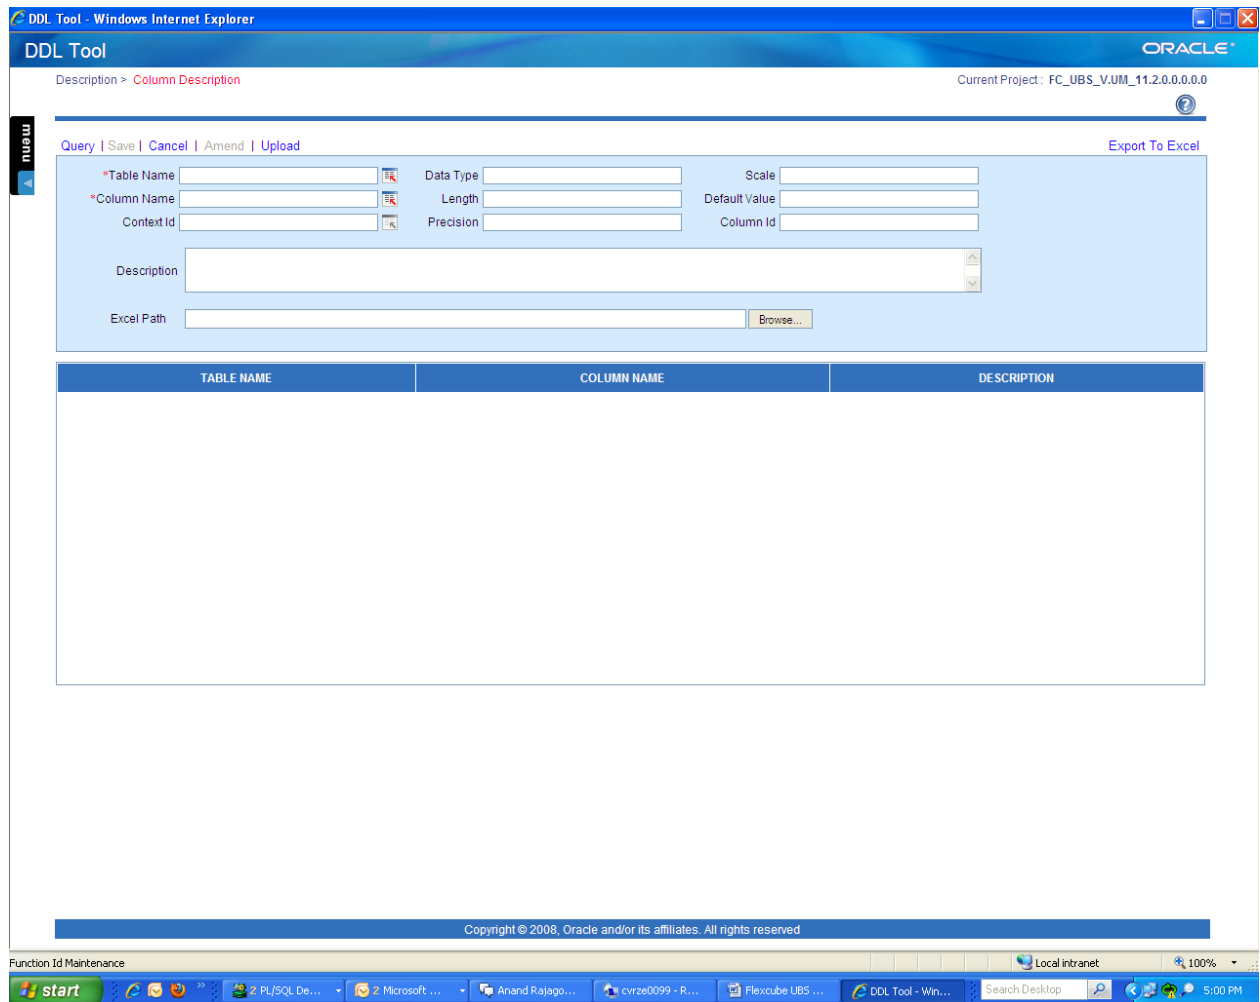 DDL Tool - Windows Internet Explorer
DDL Tool
ORACLE
Description > Column Description
Current Project : FC_UBS_V.UM_11.2.0.0.0.0.0
menu
Query | Save | Cancel | Amend | Upload
Export To Excel
*Table Name
Data Type
Scale
*Column Name
Length
Default Value
Context Id
Precision
Column Id
Description
Excel Path
Browse...
TABLE NAME
COLUMN NAME
DESCRIPTION
Copyright © 2008, Oracle and/or its affiliates. All rights reserved
Function Id Maintenance
Local intranet
100%
start
2 PL/SQL De...
2 Microsoft ...
Anand Rajago...
cvrze0099 - R...
Flexcube UBS ...
DDL Tool - Win...
Search Desktop
5:00 PM